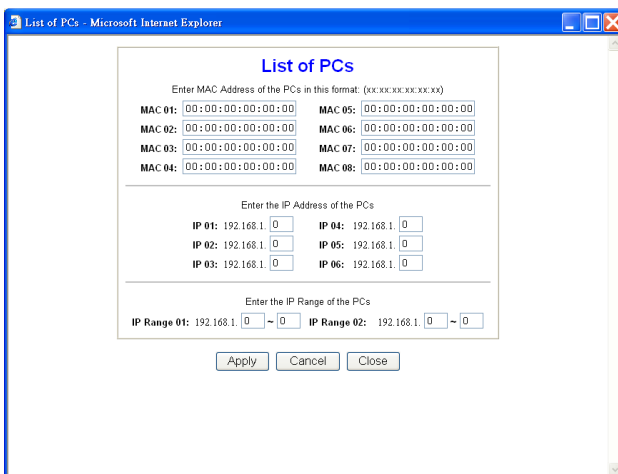 List of PCs - Microsoft Internet Explorer
List of PCs
Enter MAC Address of the PCs in this format: (xx:xx:xx:xx:xx:xx)
MAC 01: 00:00:00:00:00:00 MAC 05: 00:00:00:00:00:00
MAC 02: 00:00:00:00:00:00 MAC 06: 00:00:00:00:00:00
MAC 03: 00:00:00:00:00:00 MAC 07: 00:00:00:00:00:00
MAC 04: 00:00:00:00:00:00 MAC 08: 00:00:00:00:00:00
Enter the IP Address of the PCs
IP 01: 192.168.1. 0 IP 04: 192.168.1. 0
IP 02: 192.168.1. 0 IP 05: 192.168.1. 0
IP 03: 192.168.1. 0 IP 06: 192.168.1. 0
Enter the IP Range of the PCs
IP Range 01: 192.168.1. 0 ~ 0 IP Range 02: 192.168.1. 0 ~ 0
Apply Cancel Close